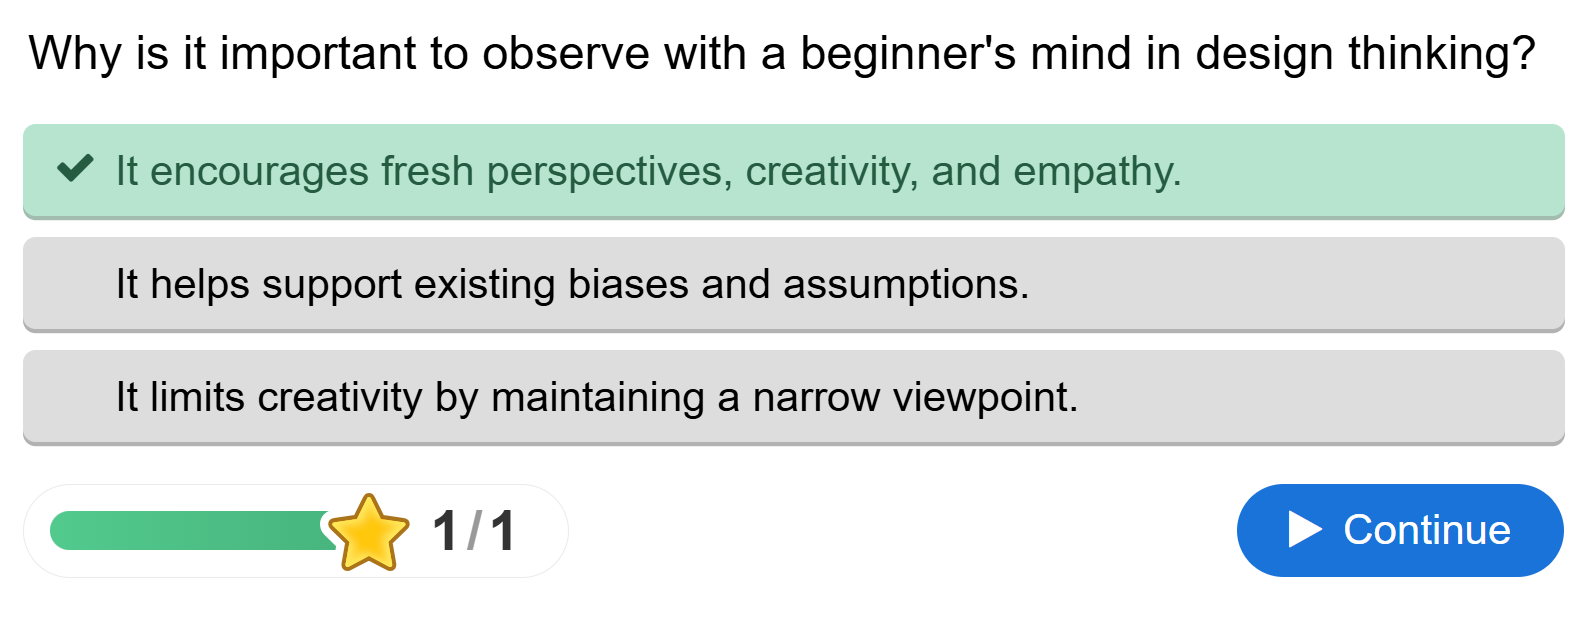 Why is it important to observe with a beginner's mind in design thinking?
It encourages fresh perspectives, creativity, and empathy.
It helps support existing biases and assumptions.
It limits creativity by maintaining a narrow viewpoint.
1/1
Continue